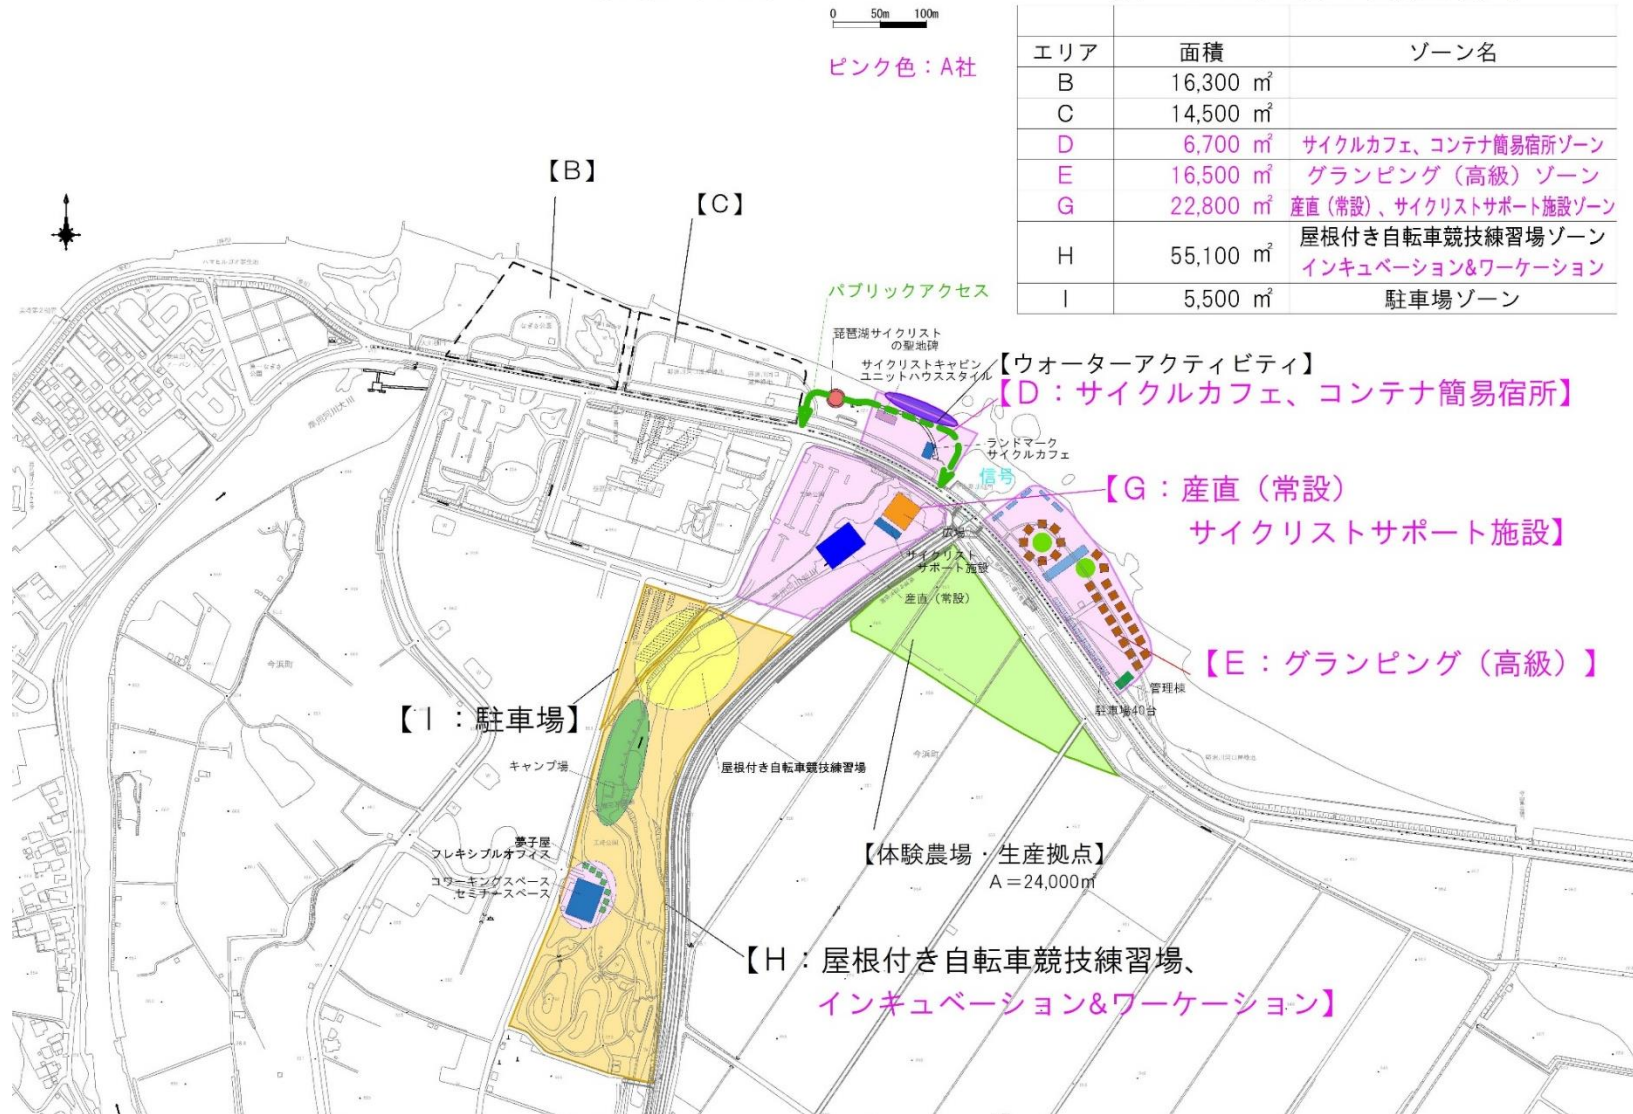 0 50m 100m
ピンク色：A社
エリア 面積 ゾーン名
B 16,300 ㎡
C 14,500 ㎡
D 6,700 ㎡ サイクルカフェ、コンテナ簡易宿所ゾーン
E 16,500 ㎡ グランピング（高級）ゾーン
G 22,800 ㎡ 産直（常設）、サイクリストサポート施設ゾーン
H 55,100 ㎡ 屋根付き自転車競技練習場ゾーン
インキュベーション&ワーケーション
I 5,500 ㎡ 駐車場ゾーン
【B】
【C】
パブリックアクセス
琵琶湖サイクリスト
の聖地碑
サイクリストキャビン
ユニットハウススタイル
【ウオーターアクティビティ】
【D：サイクルカフェ、コンテナ簡易宿所】
ランドマーク
サイクルカフェ
信号
【G：産直（常設）
サイクリストサポート施設】
広場
サイクリスト
サポート施設
産直（常設）
【E：グランピング（高級）】
管理棟
駐車場40台
【I：駐車場】
キャンプ場
屋根付き自転車競技練習場
今浜町
今浜町
夢子屋
フレキシブルオフィス
コワーキングスペース
セミナースペース
【体験農場・生産拠点】
A＝24,000㎡
【H：屋根付き自転車競技練習場、
インキュベーション&ワーケーション】